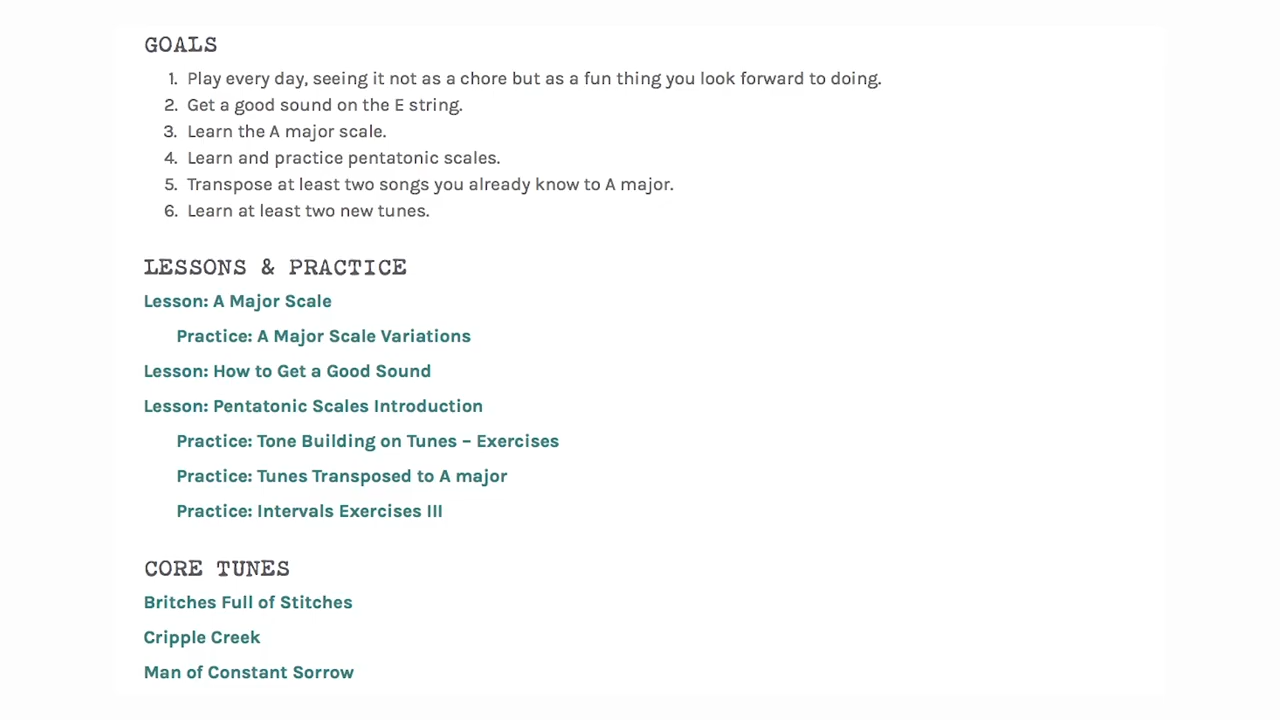 GOALS
1. Play every day, seeing it not as a chore but as a fun thing you look forward to doing.
2. Get a good sound on the E string.
3. Learn the A major scale.
4. Learn and practice pentatonic scales.
5. Transpose at least two songs you already know to A major.
6. Learn at least two new tunes.
LESSONS & PRACTICE
Lesson: A Major Scale
Practice: A Major Scale Variations
Lesson: How to Get a Good Sound
Lesson: Pentatonic Scales Introduction
Practice: Tone Building on Tunes – Exercises
Practice: Tunes Transposed to A major
Practice: Intervals Exercises III
CORE TUNES
Britches Full of Stitches
Cripple Creek
Man of Constant Sorrow